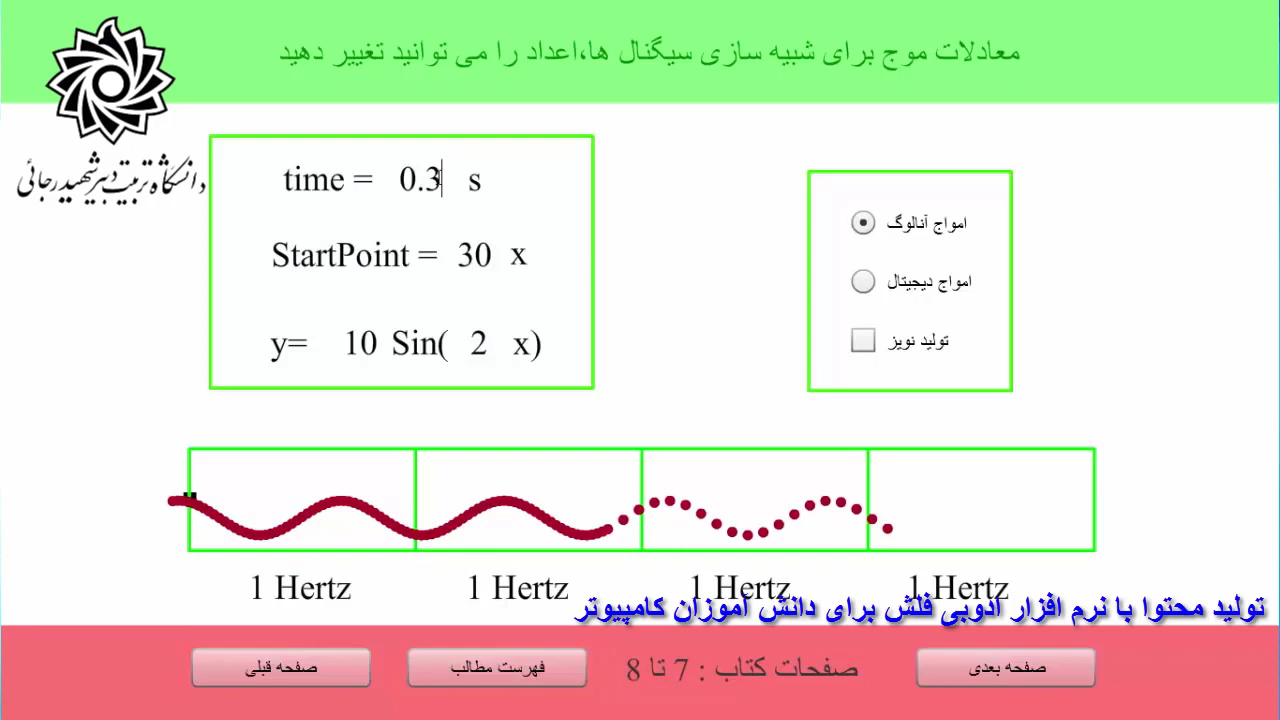 معادلات موج برای شبیه سازی سیگنال ها،اعداد را می توانید تغییر دهید
دانشگاه تربیت دبیر شهید رجائی
time = 0.3 s
StartPoint = 30 x
y= 10 Sin( 2 x)
امواج آنالوگ
امواج دیجیتال
تولید نویز
1 Hertz 1 Hertz 1 Hertz 1 Hertz
تولید محتوا با نرم افزار ادوبی فلش برای دانش آموزان کامپیوتر
صفحه بعدی
صفحات کتاب : 7 تا 8
فهرست مطالب
صفحه قبلی